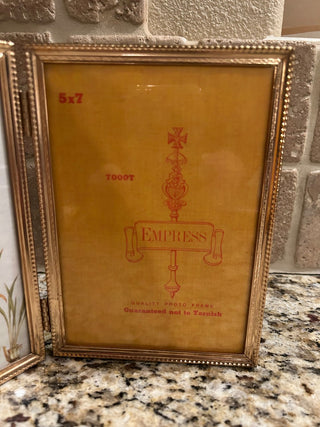 5x7
7000T
EMPRESS
QUALITY PHOTO FRAME
Guaranteed not to Tarnish